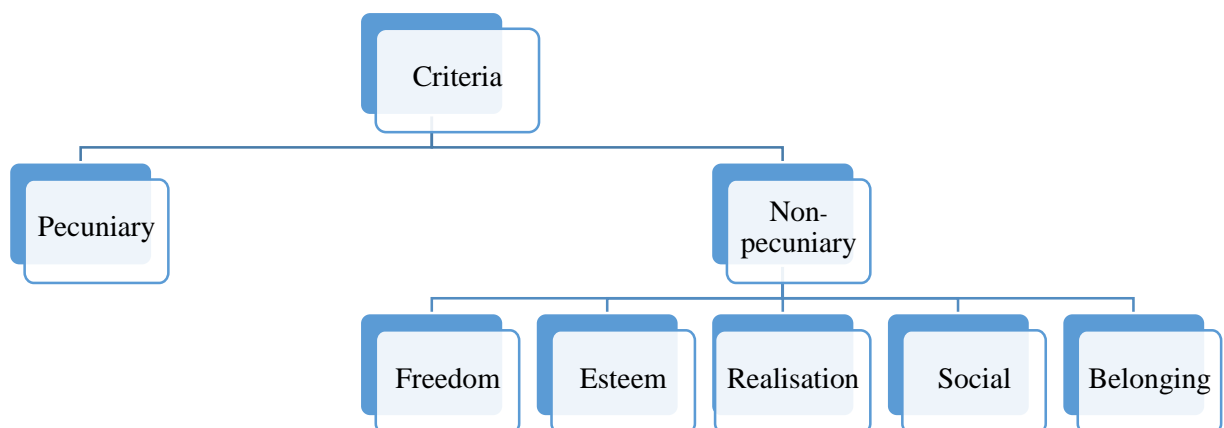 Criteria
Pecuniary
Non-
pecuniary
Freedom
Esteem
Realisation
Social
Belonging